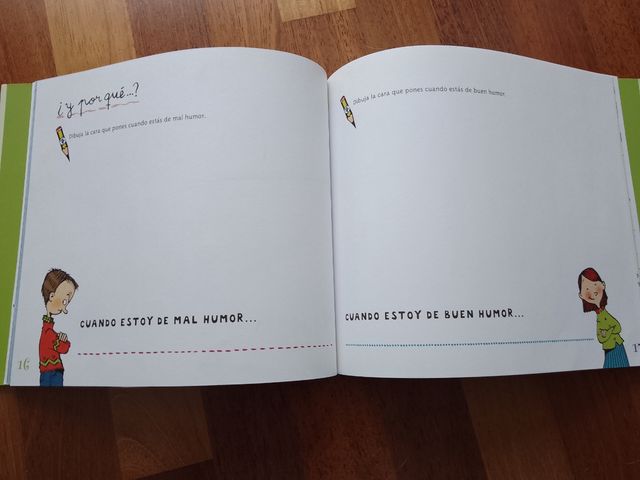 ¿y por qué...?
Dibuja la cara que pones cuando estás de mal humor.
CUANDO ESTOY DE MAL HUMOR...
16
Dibuja la cara que pones cuando estás de buen humor.
CUANDO ESTOY DE BUEN HUMOR...